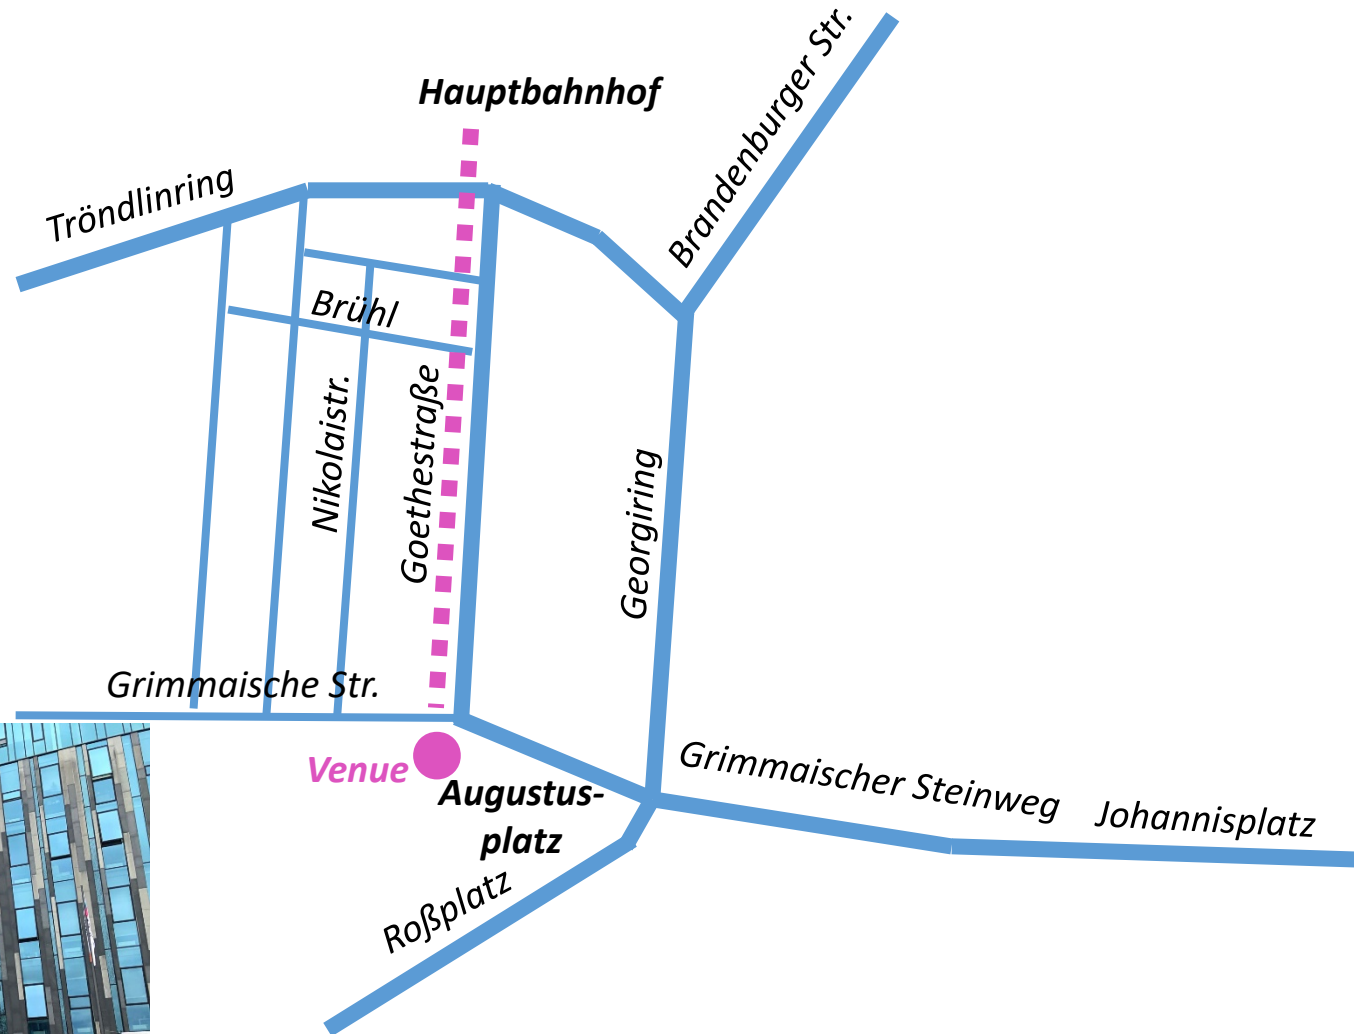 Hauptbahnhof
Brandenburger Str.
Tröndlinring
Brühl
Nikolaistr.
Goethestraße
Georgiring
Grimmaische Str.
Venue
Augustus-
platz
Grimmaischer Steinweg
Johannisplatz
Roßplatz